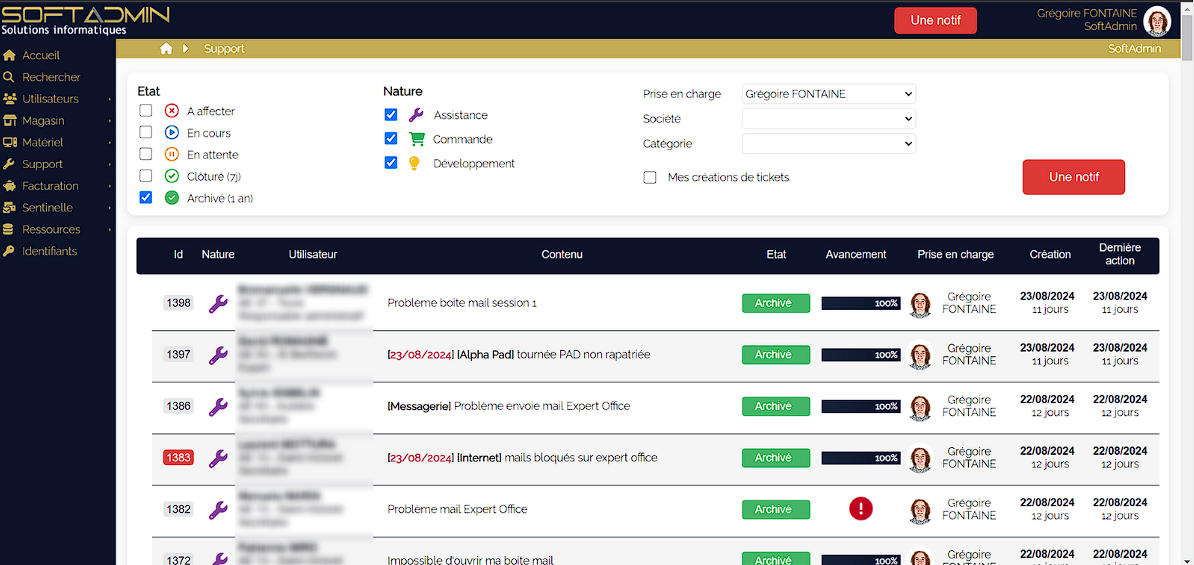 SOFTADMIN
Solutions informatiques
Une notif
Grégoire FONTAINE
SoftAdmin
Accueil
Rechercher
Utilisateurs
Magasin
Matériel
Support
Facturation
Sentinelle
Ressources
Identifiants
Support
SoftAdmin
Etat
A affecter
En cours
En attente
Clôturé (7j)
Archivé (1 an)
Nature
Assistance
Commande
Développement
Prise en charge Grégoire FONTAINE
Société
Catégorie
Mes créations de tickets
Une notif
Id Nature Utilisateur Contenu Etat Avancement Prise en charge Création Dernière action
1398 Problème boite mail session 1 Archivé 100% Grégoire FONTAINE 23/08/2024 11 jours 23/08/2024 11 jours
1397 [23/08/2024] [Alpha Pad] tournée PAD non rapatriée Archivé 100% Grégoire FONTAINE 23/08/2024 11 jours 23/08/2024 11 jours
1386 [Messagerie] Problème envoie mail Expert Office Archivé 100% Grégoire FONTAINE 22/08/2024 12 jours 22/08/2024 12 jours
1383 [23/08/2024] [Internet] mails bloqués sur expert office Archivé 100% Grégoire FONTAINE 22/08/2024 12 jours 22/08/2024 12 jours
1382 Problème mail Expert Office Archivé ! Grégoire FONTAINE 22/08/2024 12 jours 22/08/2024 12 jours
1372 Impossible d'ouvrir ma boite mail Archivé 100% Grégoire 22/08/2024 22/08/2024